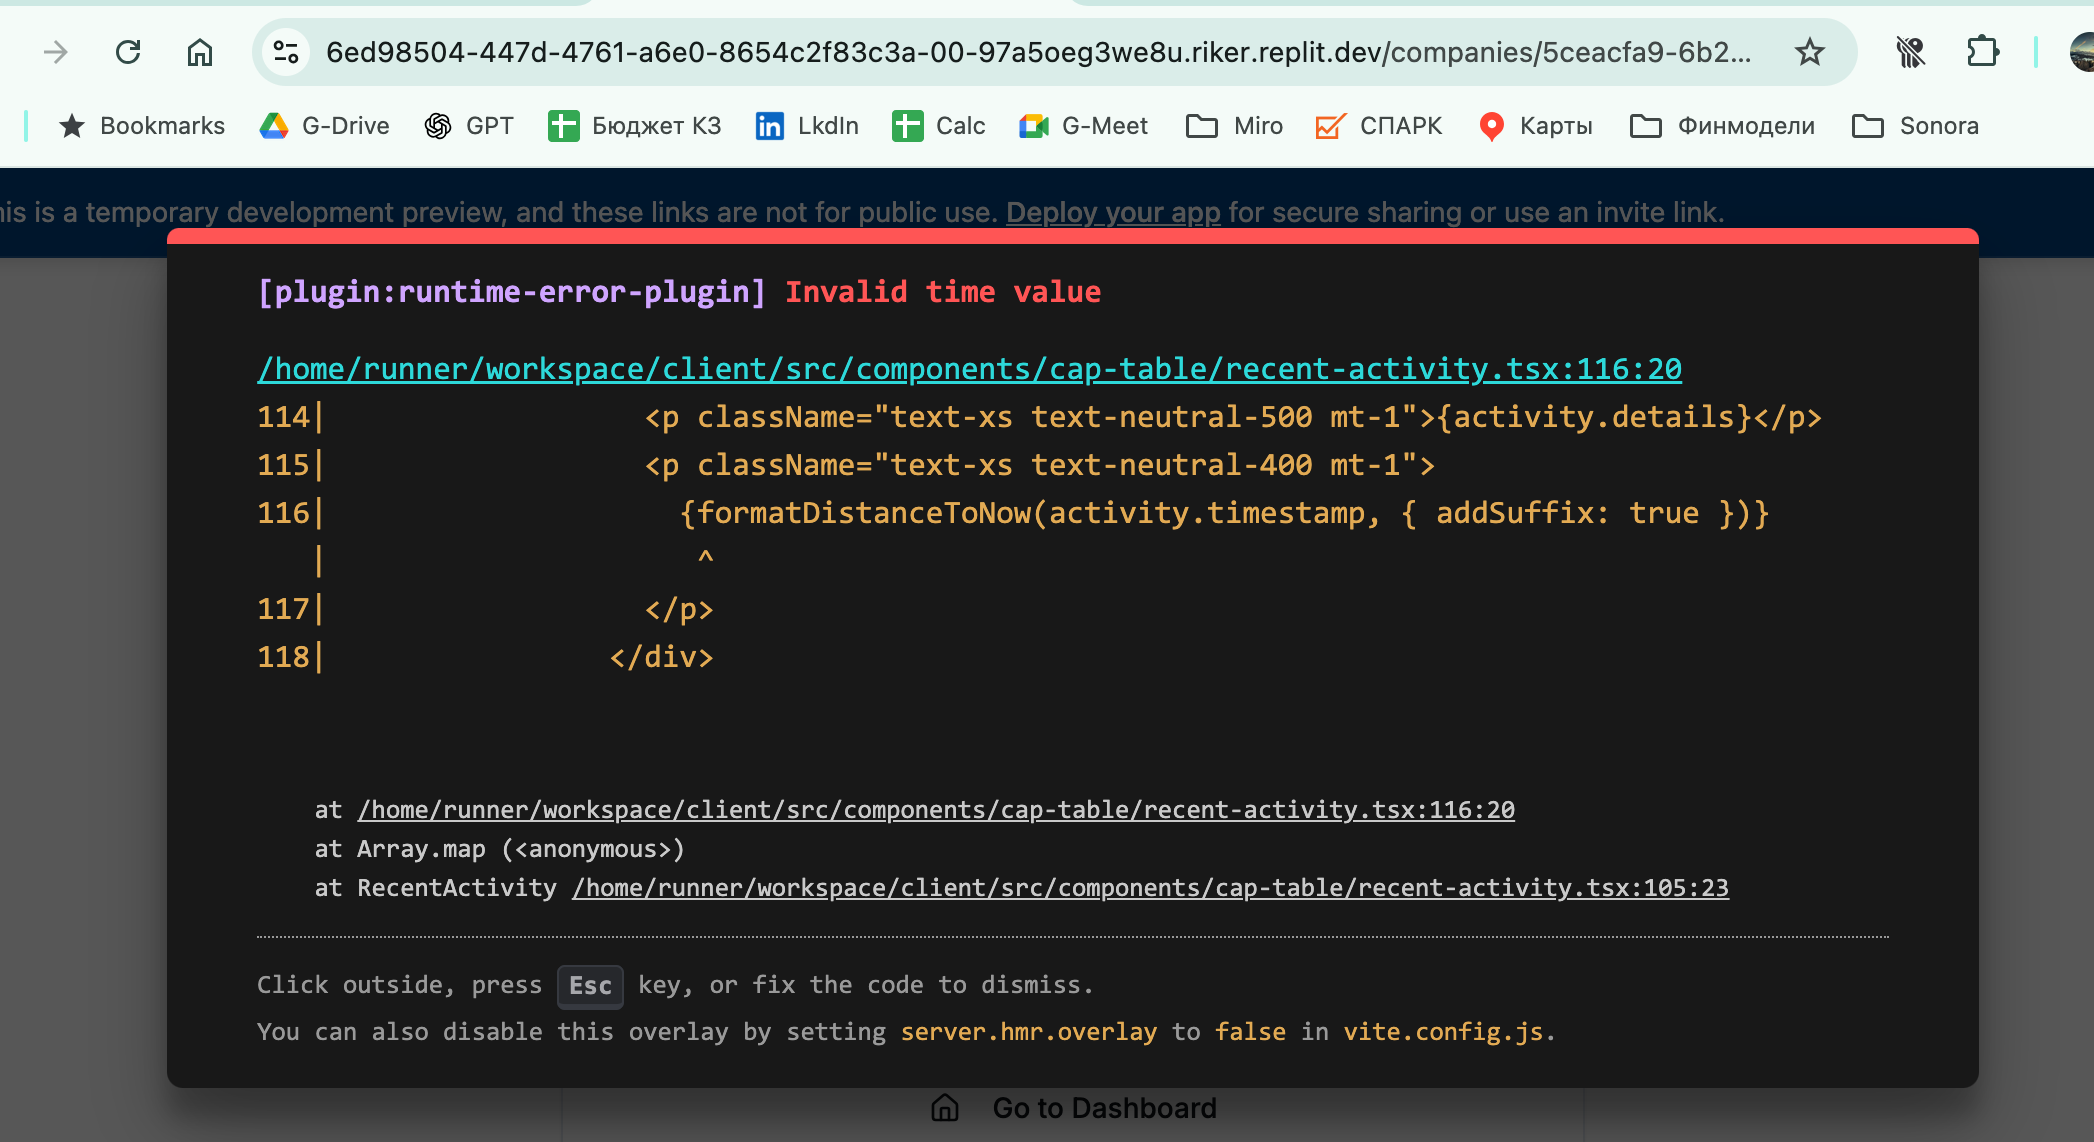 6ed98504-447d-4761-a6e0-8654c2f83c3a-00-97a5oeg3we8u.riker.replit.dev/companies/5ceacfa9-6b2...
Bookmarks G-Drive GPT Бюджет КЗ LkdIn Calc G-Meet Miro СПАРК Карты Финмодели Sonora
is is a temporary development preview, and these links are not for public use. Deploy your app for secure sharing or use an invite link.
[plugin:runtime-error-plugin] Invalid time value
/home/runner/workspace/client/src/components/cap-table/recent-activity.tsx:116:20
114|                  <p className="text-xs text-neutral-500 mt-1">{activity.details}</p>
115|                  <p className="text-xs text-neutral-400 mt-1">
116|                    {formatDistanceToNow(activity.timestamp, { addSuffix: true })}
   |                     ^
117|                  </p>
118|                </div>
at /home/runner/workspace/client/src/components/cap-table/recent-activity.tsx:116:20
at Array.map (<anonymous>)
at RecentActivity /home/runner/workspace/client/src/components/cap-table/recent-activity.tsx:105:23
Click outside, press Esc key, or fix the code to dismiss.
You can also disable this overlay by setting server.hmr.overlay to false in vite.config.js.
Go to Dashboard